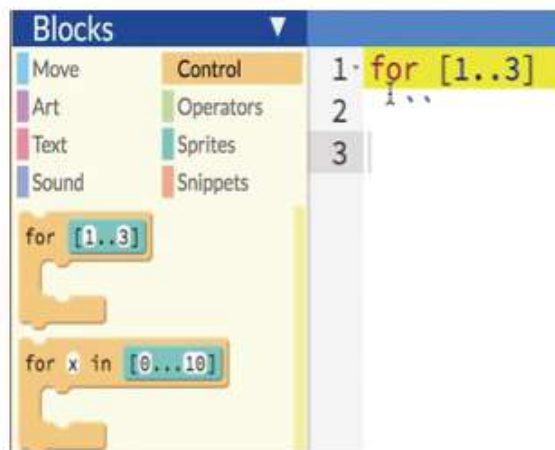 Blocks ▼
Move Control
Art Operators
Text Sprites
Sound Snippets
for [1..3]
for x in [0...10]
1 for [1..3]
2 ``
3